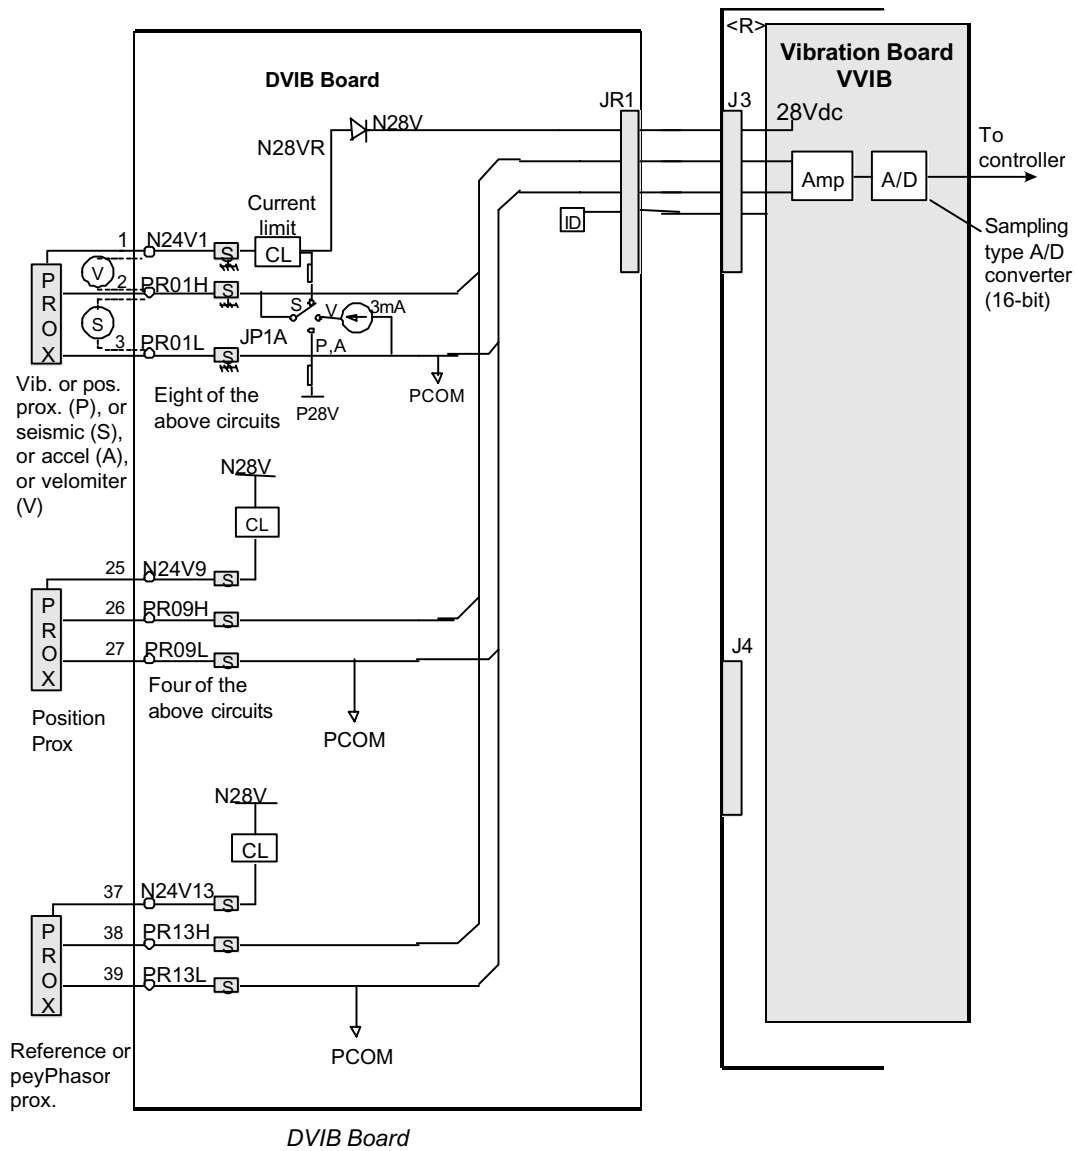 <R>
Vibration Board
VVIB
DVIB Board
JR1
J3
28Vdc
N28V
N28VR
To
controller
Amp
A/D
Current
limit
ID
Sampling
type A/D
converter
(16-bit)
1
N24V1
S
CL
V
2
PR01H
S
S
V
3mA
S
3
PR01L
S
JP1A
P,A
PROX
Vib. or pos.
prox. (P), or
seismic (S),
or accel (A),
or velomiter
(V)
Eight of the
above circuits
P28V
PCOM
N28V
CL
25
N24V9
S
26
PR09H
S
27
PR09L
S
PROX
Position
Prox
Four of the
above circuits
PCOM
J4
N28V
CL
37
N24V13
S
38
PR13H
S
39
PR13L
S
PROX
Reference or
peyPhasor
prox.
PCOM
DVIB Board